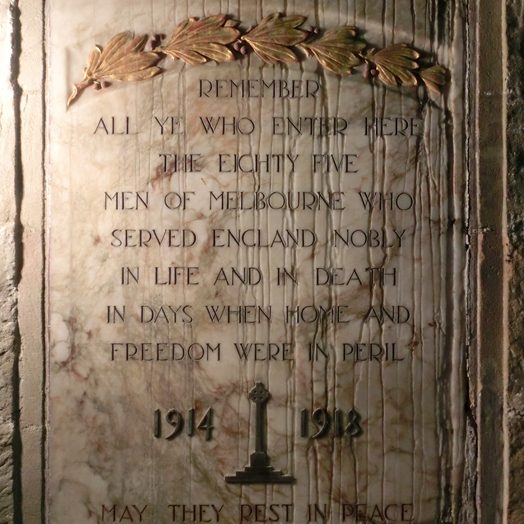 REMEMBER
ALL YE WHO ENTER HERE
THE EIGHTY FIVE
MEN OF MELBOURNE WHO
SERVED ENGLAND NOBLY
IN LIFE AND IN DEATH
IN DAYS WHEN HOME AND
FREEDOM WERE IN PERIL
1914 1918
MAY THEY REST IN PEACE